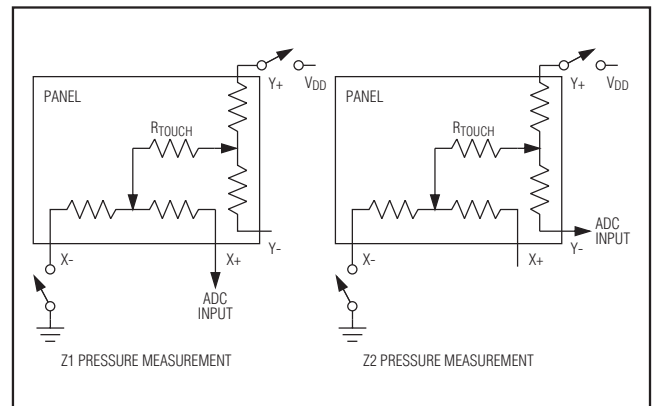 Y+ VDD
PANEL
RTOUCH
X-
X+
Y-
ADC
INPUT
Z1 PRESSURE MEASUREMENT
Y+ VDD
PANEL
RTOUCH
X-
X+
Y-
ADC
INPUT
Z2 PRESSURE MEASUREMENT